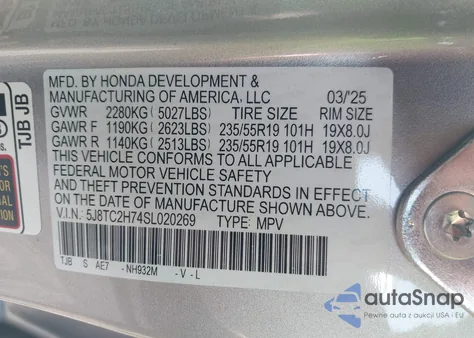 MFD. BY HONDA DEVELOPMENT &
MANUFACTURING OF AMERICA, LLC 03/'25
GVWR 2280KG (5027LBS) TIRE SIZE RIM SIZE
GAWR F 1190KG (2623LBS) 235/55R19 101H 19X8.0J
GAWR R 1140KG (2513LBS) 235/55R19 101H 19X8.0J
THIS VEHICLE CONFORMS TO ALL APPLICABLE
FEDERAL MOTOR VEHICLE SAFETY
AND THEFT PREVENTION STANDARDS IN EFFECT
ON THE DATE OF MANUFACTURE SHOWN ABOVE.
V.I.N. 5J8TC2H74SL020269 TYPE: MPV
TJB S AE7 -NH932M -V-L
TJB JB
autoSnap
Pewne auto z USA i EU